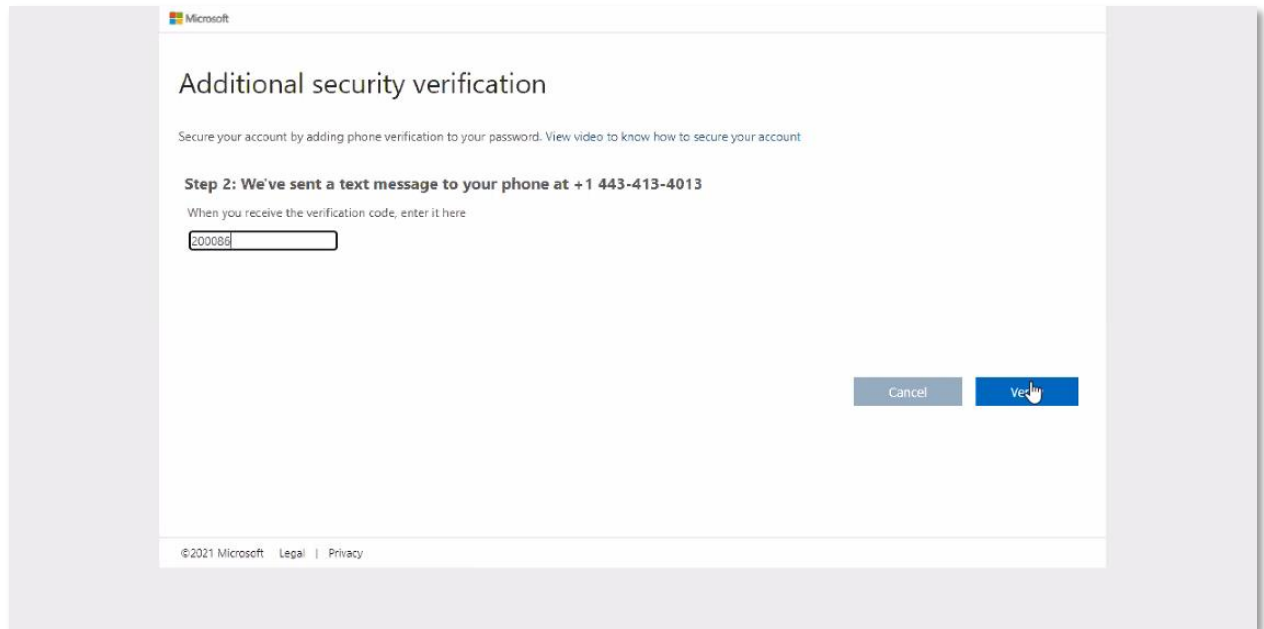 Microsoft
Additional security verification
Secure your account by adding phone verification to your password. View video to know how to secure your account
Step 2: We've sent a text message to your phone at +1 443-413-4013
When you receive the verification code, enter it here
200086
Cancel
©2021 Microsoft Legal | Privacy